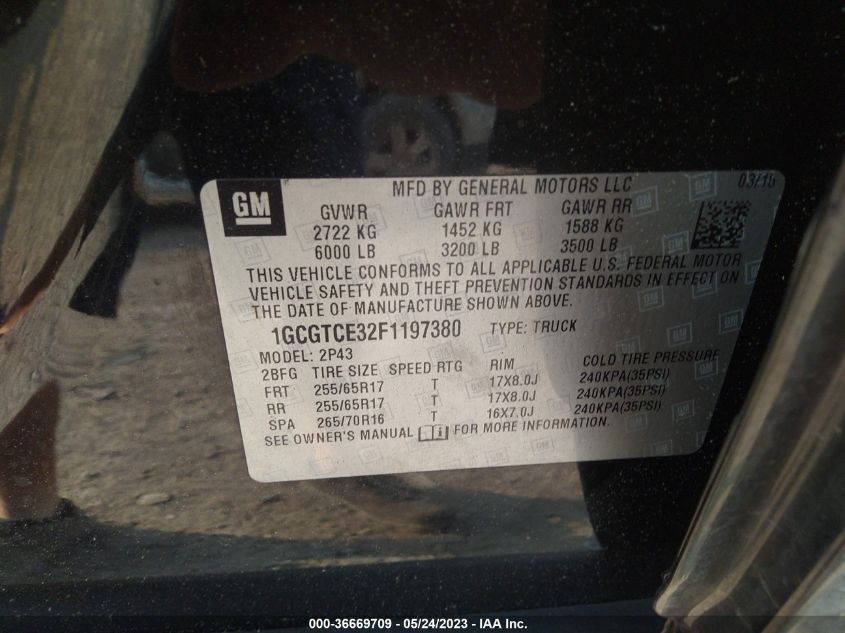 GM
MFD BY GENERAL MOTORS LLC 03/15
GVWR GAWR FRT GAWR RR
2722 KG 1452 KG 1588 KG
6000 LB 3200 LB 3500 LB
THIS VEHICLE CONFORMS TO ALL APPLICABLE U.S. FEDERAL MOTOR
VEHICLE SAFETY AND THEFT PREVENTION STANDARDS IN EFFECT ON
THE DATE OF MANUFACTURE SHOWN ABOVE.
1GCGTCE32F1197380 TYPE: TRUCK
MODEL: 2P43
2BFG TIRE SIZE SPEED RTG RIM COLD TIRE PRESSURE
FRT 255/65R17 T 17X8.0J 240KPA(35PSI)
RR 255/65R17 T 17X8.0J 240KPA(35PSI)
SPA 265/70R16 T 16X7.0J 240KPA(35PSI)
SEE OWNER'S MANUAL FOR MORE INFORMATION.
000-36669709 - 05/24/2023 - IAA Inc.